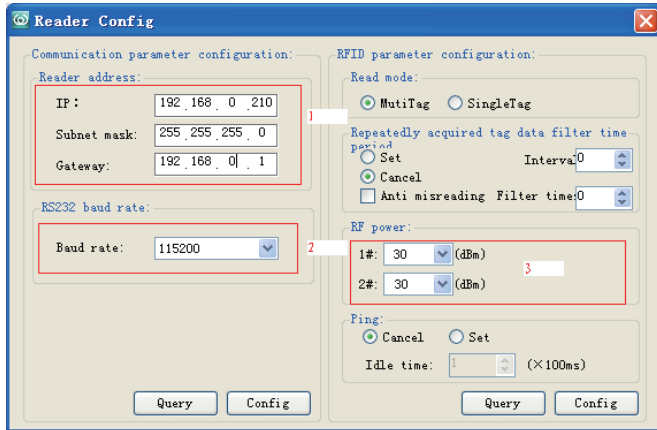 Reader Config
Communication parameter configuration:
Reader address:
IP：
192 .168 . 0 .210
Subnet mask:
255 .255 .255 . 0
Gateway:
192 .168 . 0 . 1
1
RS232 baud rate:
Baud rate:
115200
2
Query
Config
RFID parameter configuration:
Read mode:
MutiTag
SingleTag
Repeatedly acquired tag data filter time
period
Set
Interva:0
Cancel
Anti misreading
Filter time:0
RF power:
1#: 30 (dBm)
3
2#: 30 (dBm)
Ping:
Cancel
Set
Idle time: 1 (×100ms)
Query
Config